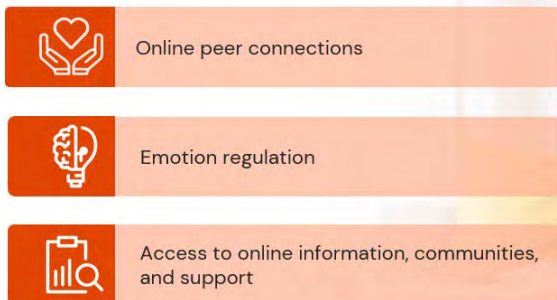 Online peer connections
Emotion regulation
Access to online information, communities,
and support